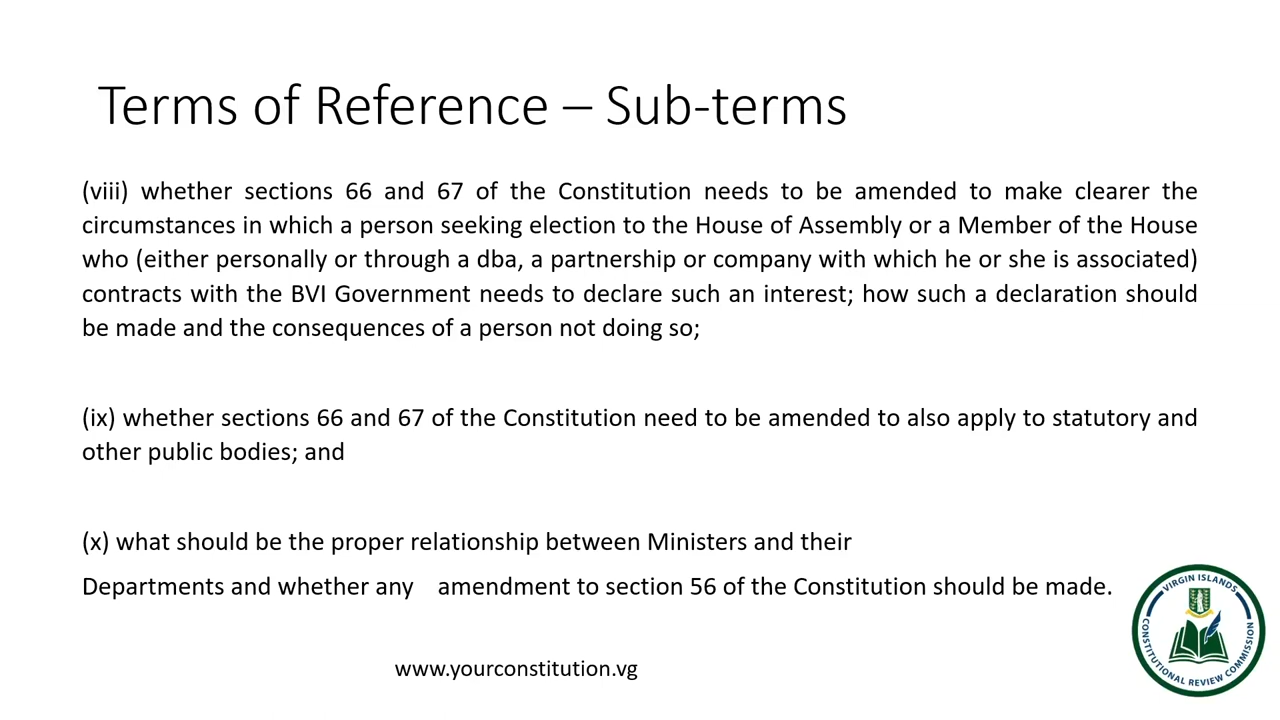 Terms of Reference – Sub-terms
(viii) whether sections 66 and 67 of the Constitution needs to be amended to make clearer the
circumstances in which a person seeking election to the House of Assembly or a Member of the House
who (either personally or through a dba, a partnership or company with which he or she is associated)
contracts with the BVI Government needs to declare such an interest; how such a declaration should
be made and the consequences of a person not doing so;
(ix) whether sections 66 and 67 of the Constitution need to be amended to also apply to statutory and
other public bodies; and
(x) what should be the proper relationship between Ministers and their
Departments and whether any amendment to section 56 of the Constitution should be made.
www.yourconstitution.vg
VIRGIN ISLANDS
CONSTITUTIONAL REVIEW COMMISSION